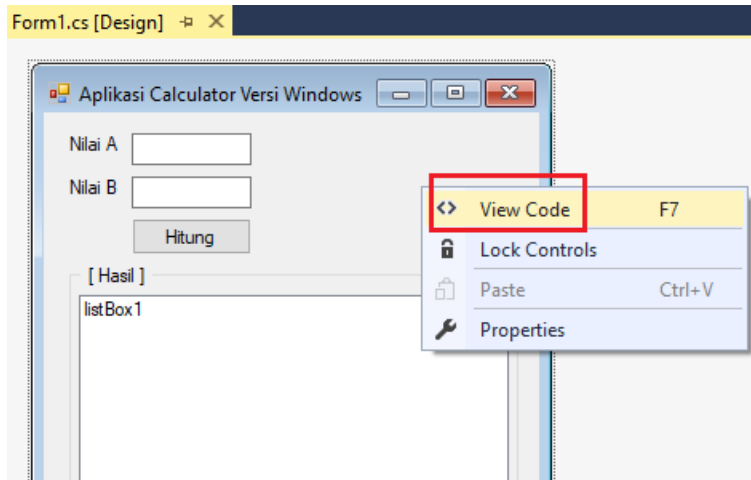 Form1.cs [Design]
Aplikasi Calculator Versi Windows
Nilai A
Nilai B
Hitung
[ Hasil ]
listBox1
View Code F7
Lock Controls
Paste Ctrl+V
Properties